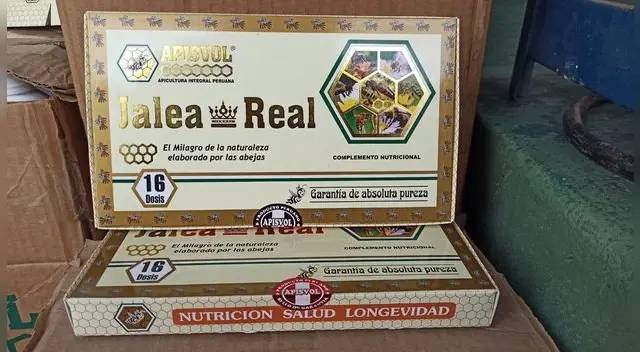 APISVOL®
APICULTURA INTEGRAL PERUANA
Jalea Real
El Milagro de la naturaleza
elaborado por las abejas
COMPLEMENTO NUTRICIONAL
16
Dosis
Garantía de absoluta pureza
PRODUCTO PERUANO
APISVOL
Jalea Real
El Milagro de la naturaleza
elaborado por las abejas
COMPLEMENTO NUTRICIONAL
16
Dosis
Garantía de absoluta pureza
APISVOL
NUTRICION SALUD LONGEVIDAD